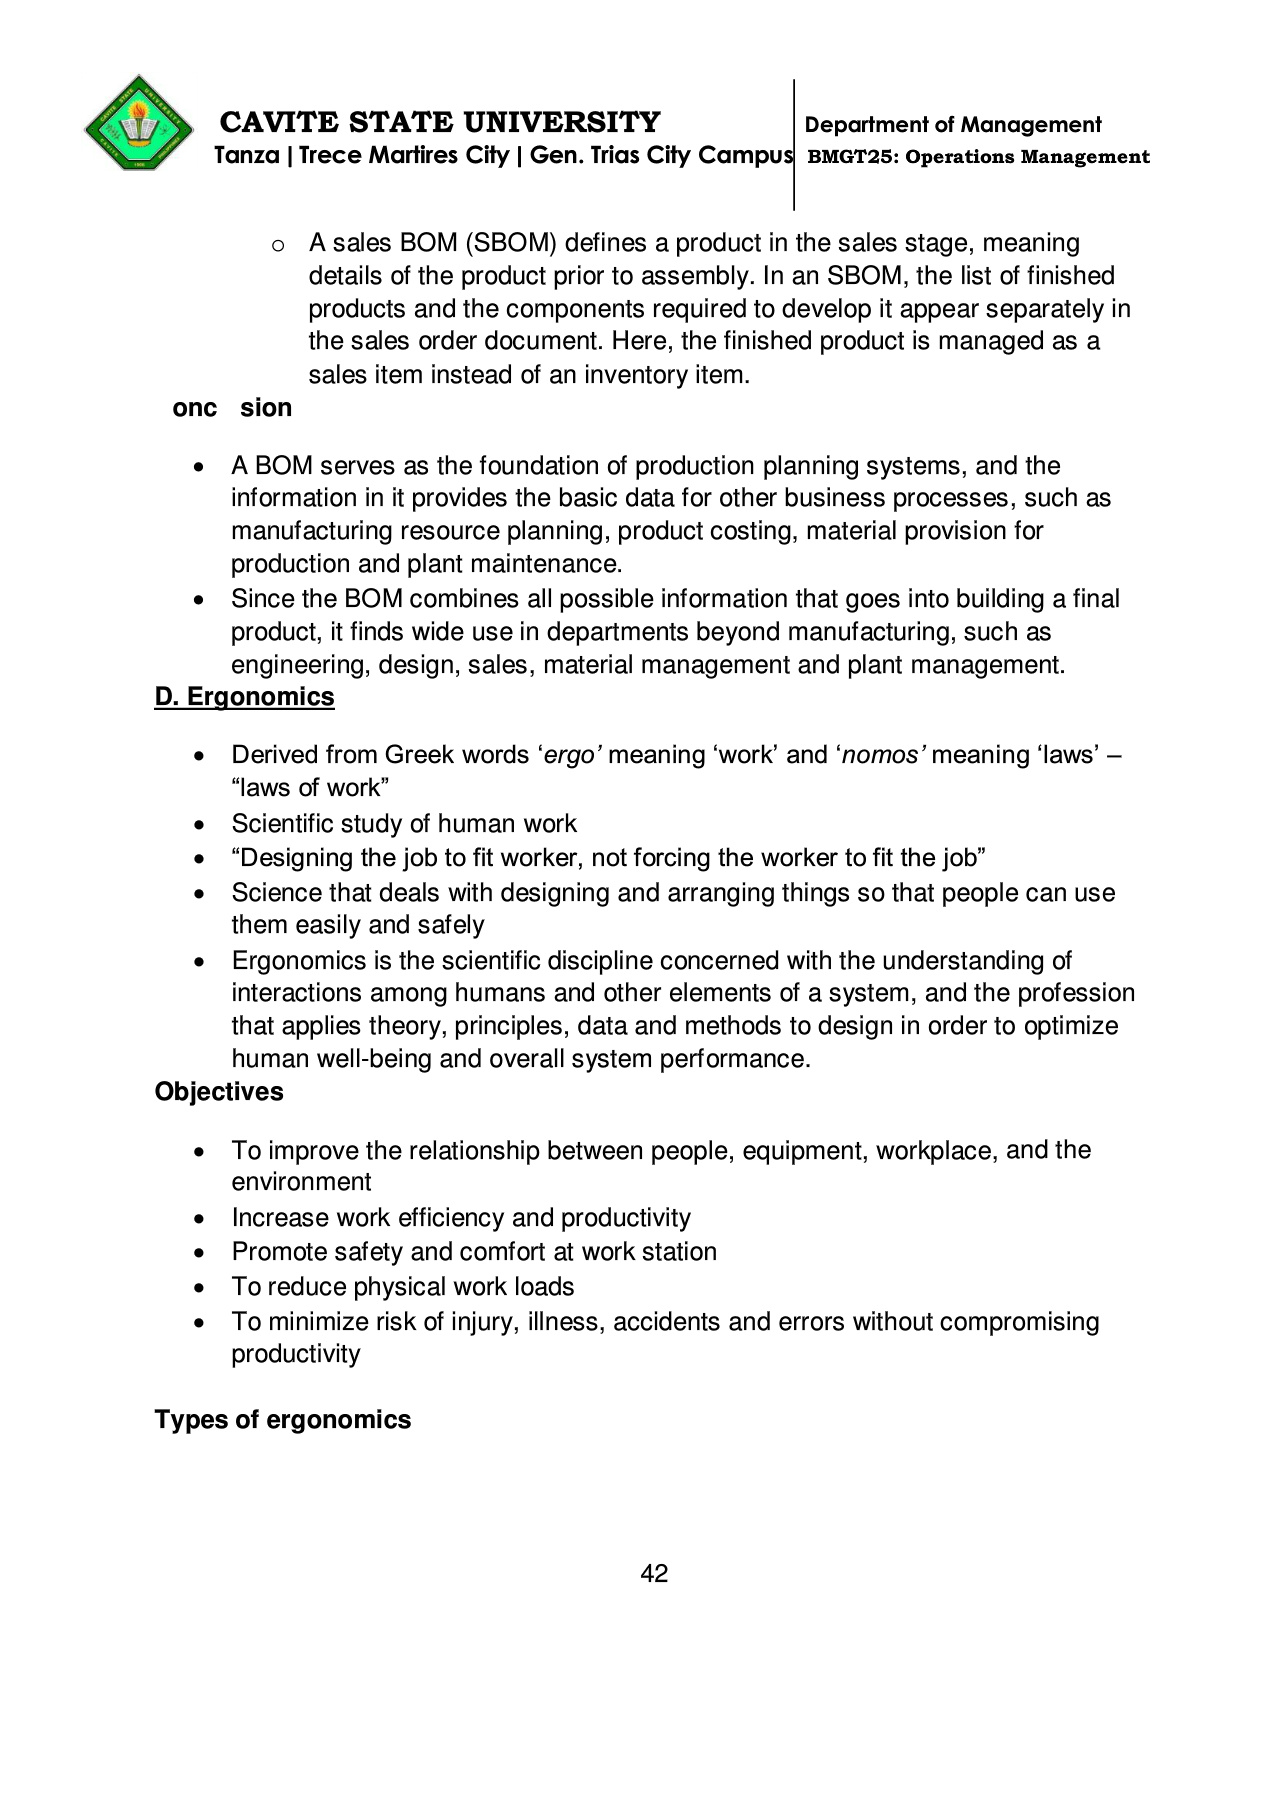 CAVITE STATE UNIVERSITY
Tanza | Trece Martires City | Gen. Trias City Campus
Department of Management
BMGT25: Operations Management
o A sales BOM (SBOM) defines a product in the sales stage, meaning
details of the product prior to assembly. In an SBOM, the list of finished
products and the components required to develop it appear separately in
the sales order document. Here, the finished product is managed as a
sales item instead of an inventory item.
onc sion
• A BOM serves as the foundation of production planning systems, and the
information in it provides the basic data for other business processes, such as
manufacturing resource planning, product costing, material provision for
production and plant maintenance.
• Since the BOM combines all possible information that goes into building a final
product, it finds wide use in departments beyond manufacturing, such as
engineering, design, sales, material management and plant management.
D. Ergonomics
• Derived from Greek words ‘ergo’ meaning ‘work’ and ‘nomos’ meaning ‘laws’ –
“laws of work”
• Scientific study of human work
• “Designing the job to fit worker, not forcing the worker to fit the job”
• Science that deals with designing and arranging things so that people can use
them easily and safely
• Ergonomics is the scientific discipline concerned with the understanding of
interactions among humans and other elements of a system, and the profession
that applies theory, principles, data and methods to design in order to optimize
human well-being and overall system performance.
Objectives
• To improve the relationship between people, equipment, workplace, and the
environment
• Increase work efficiency and productivity
• Promote safety and comfort at work station
• To reduce physical work loads
• To minimize risk of injury, illness, accidents and errors without compromising
productivity
Types of ergonomics
42